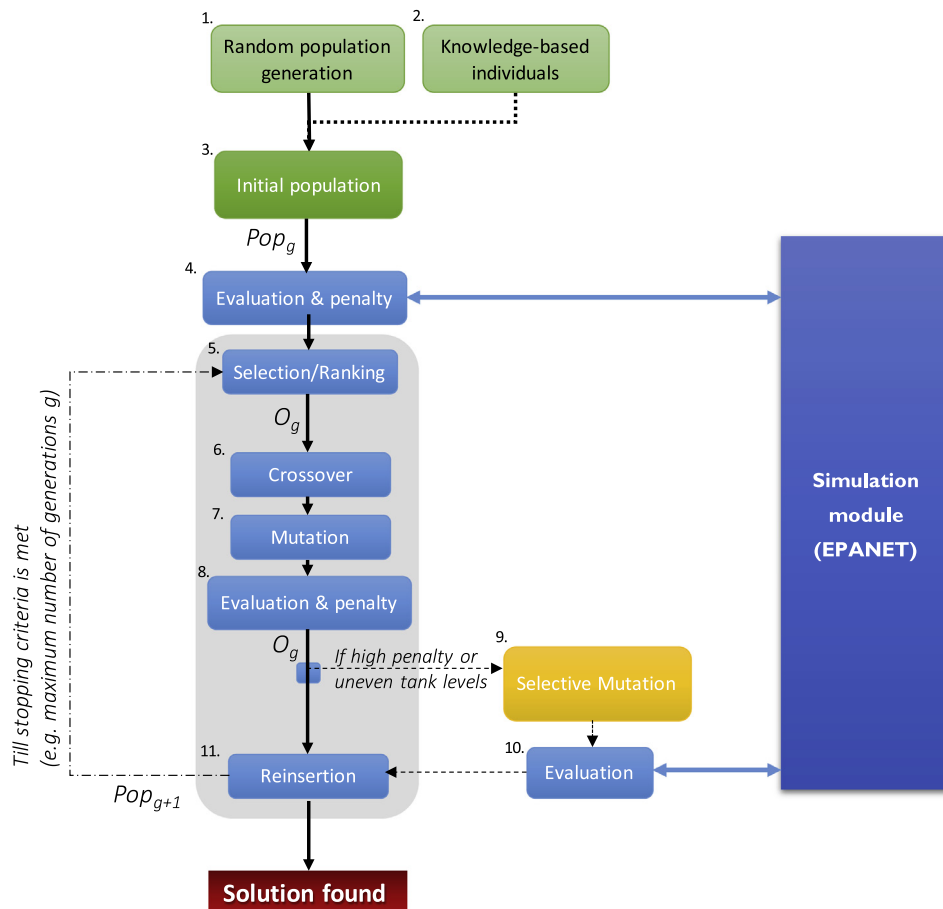 1.
Random population
generation
2.
Knowledge-based
individuals
3.
Initial population
Pop_g
4.
Evaluation & penalty
5.
Selection/Ranking
O_g
6.
Crossover
7.
Mutation
8.
Evaluation & penalty
O_g
If high penalty or
uneven tank levels
9.
Selective Mutation
10.
Evaluation
11.
Reinsertion
Pop_g+1
Till stopping criteria is met
(e.g. maximum number of generations g)
Simulation
module
(EPANET)
Solution found